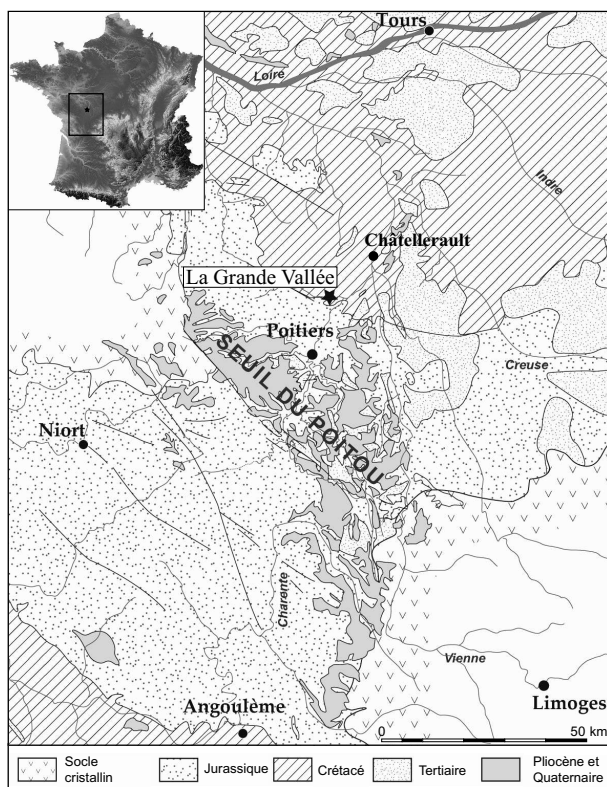 Tours
Loire
Indre
Châtellerault
La Grande Vallée
Poitiers
Creuse
SEUIL DU POITOU
Niort
Charente
Vienne
Limoges
Angoulême
0 50 km
Socle
cristallin
Jurassique
Crétacé
Tertiaire
Pliocène et
Quaternaire